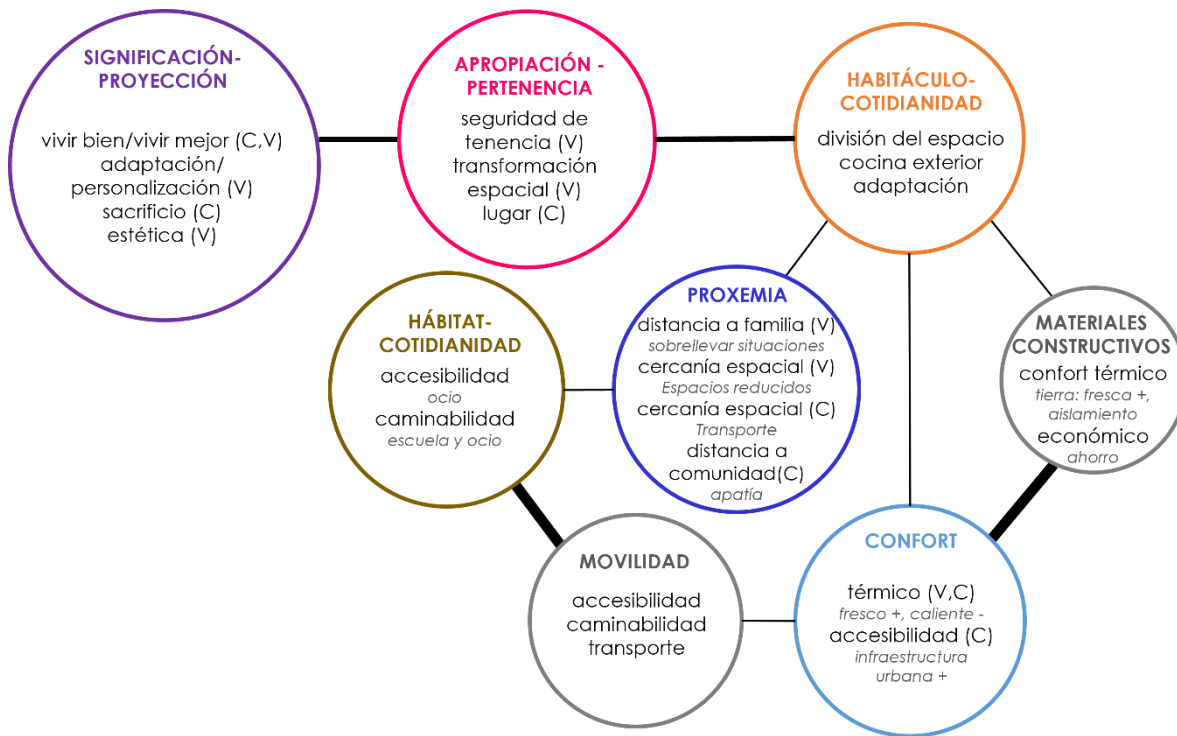 SIGNIFICACIÓN-
PROYECCIÓN
vivir bien/vivir mejor (C,V)
adaptación/
personalización (V)
sacrificio (C)
estética (V)
APROPIACIÓN -
PERTENENCIA
seguridad de
tenencia (V)
transformación
espacial (V)
lugar (C)
HABITÁCULO-
COTIDIANIDAD
división del espacio
cocina exterior
adaptación
HÁBITAT-
COTIDIANIDAD
accesibilidad
ocio
caminabilidad
escuela y ocio
PROXEMIA
distancia a familia (V)
sobrellevar situaciones
cercanía espacial (V)
Espacios reducidos
cercanía espacial (C)
Transporte
distancia a
comunidad(C)
apatía
MATERIALES
CONSTRUCTIVOS
confort térmico
tierra: fresca +,
aislamiento
económico
ahorro
MOVILIDAD
accesibilidad
caminabilidad
transporte
CONFORT
térmico (V,C)
fresco +, caliente -
accesibilidad (C)
infraestructura
urbana +